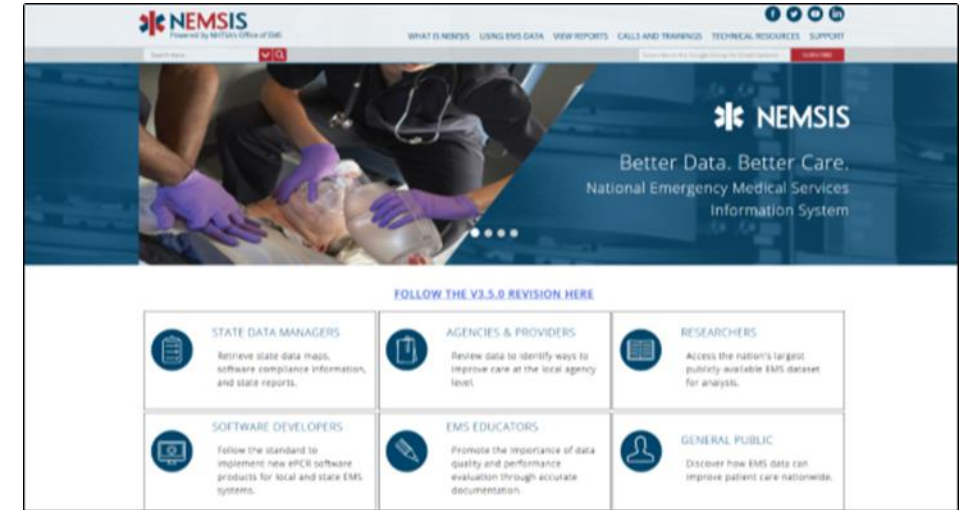 NEMSIS
Powered by NHTSA's Office of EMS
WHAT IS NEMSIS USING EMS DATA VIEW REPORTS CALLS AND TRAININGS TECHNICAL RESOURCES SUPPORT
Search here
SUBSCRIBE
NEMSIS
Better Data. Better Care.
National Emergency Medical Services
Information System
FOLLOW THE V3.5.0 REVISION HERE
STATE DATA MANAGERS
Retrieve state data maps,
software compliance information,
and state reports.
AGENCIES & PROVIDERS
Review data to identify ways to
improve care at the local agency
level.
RESEARCHERS
Access the nation's largest
publicly-available EMS dataset
for analysis.
SOFTWARE DEVELOPERS
Follow the standard to
implement new ePCR software
products for local and state EMS
systems.
EMS EDUCATORS
Promote the importance of data
quality and performance
evaluation through accurate
documentation.
GENERAL PUBLIC
Discover how EMS data can
improve patient care nationwide.